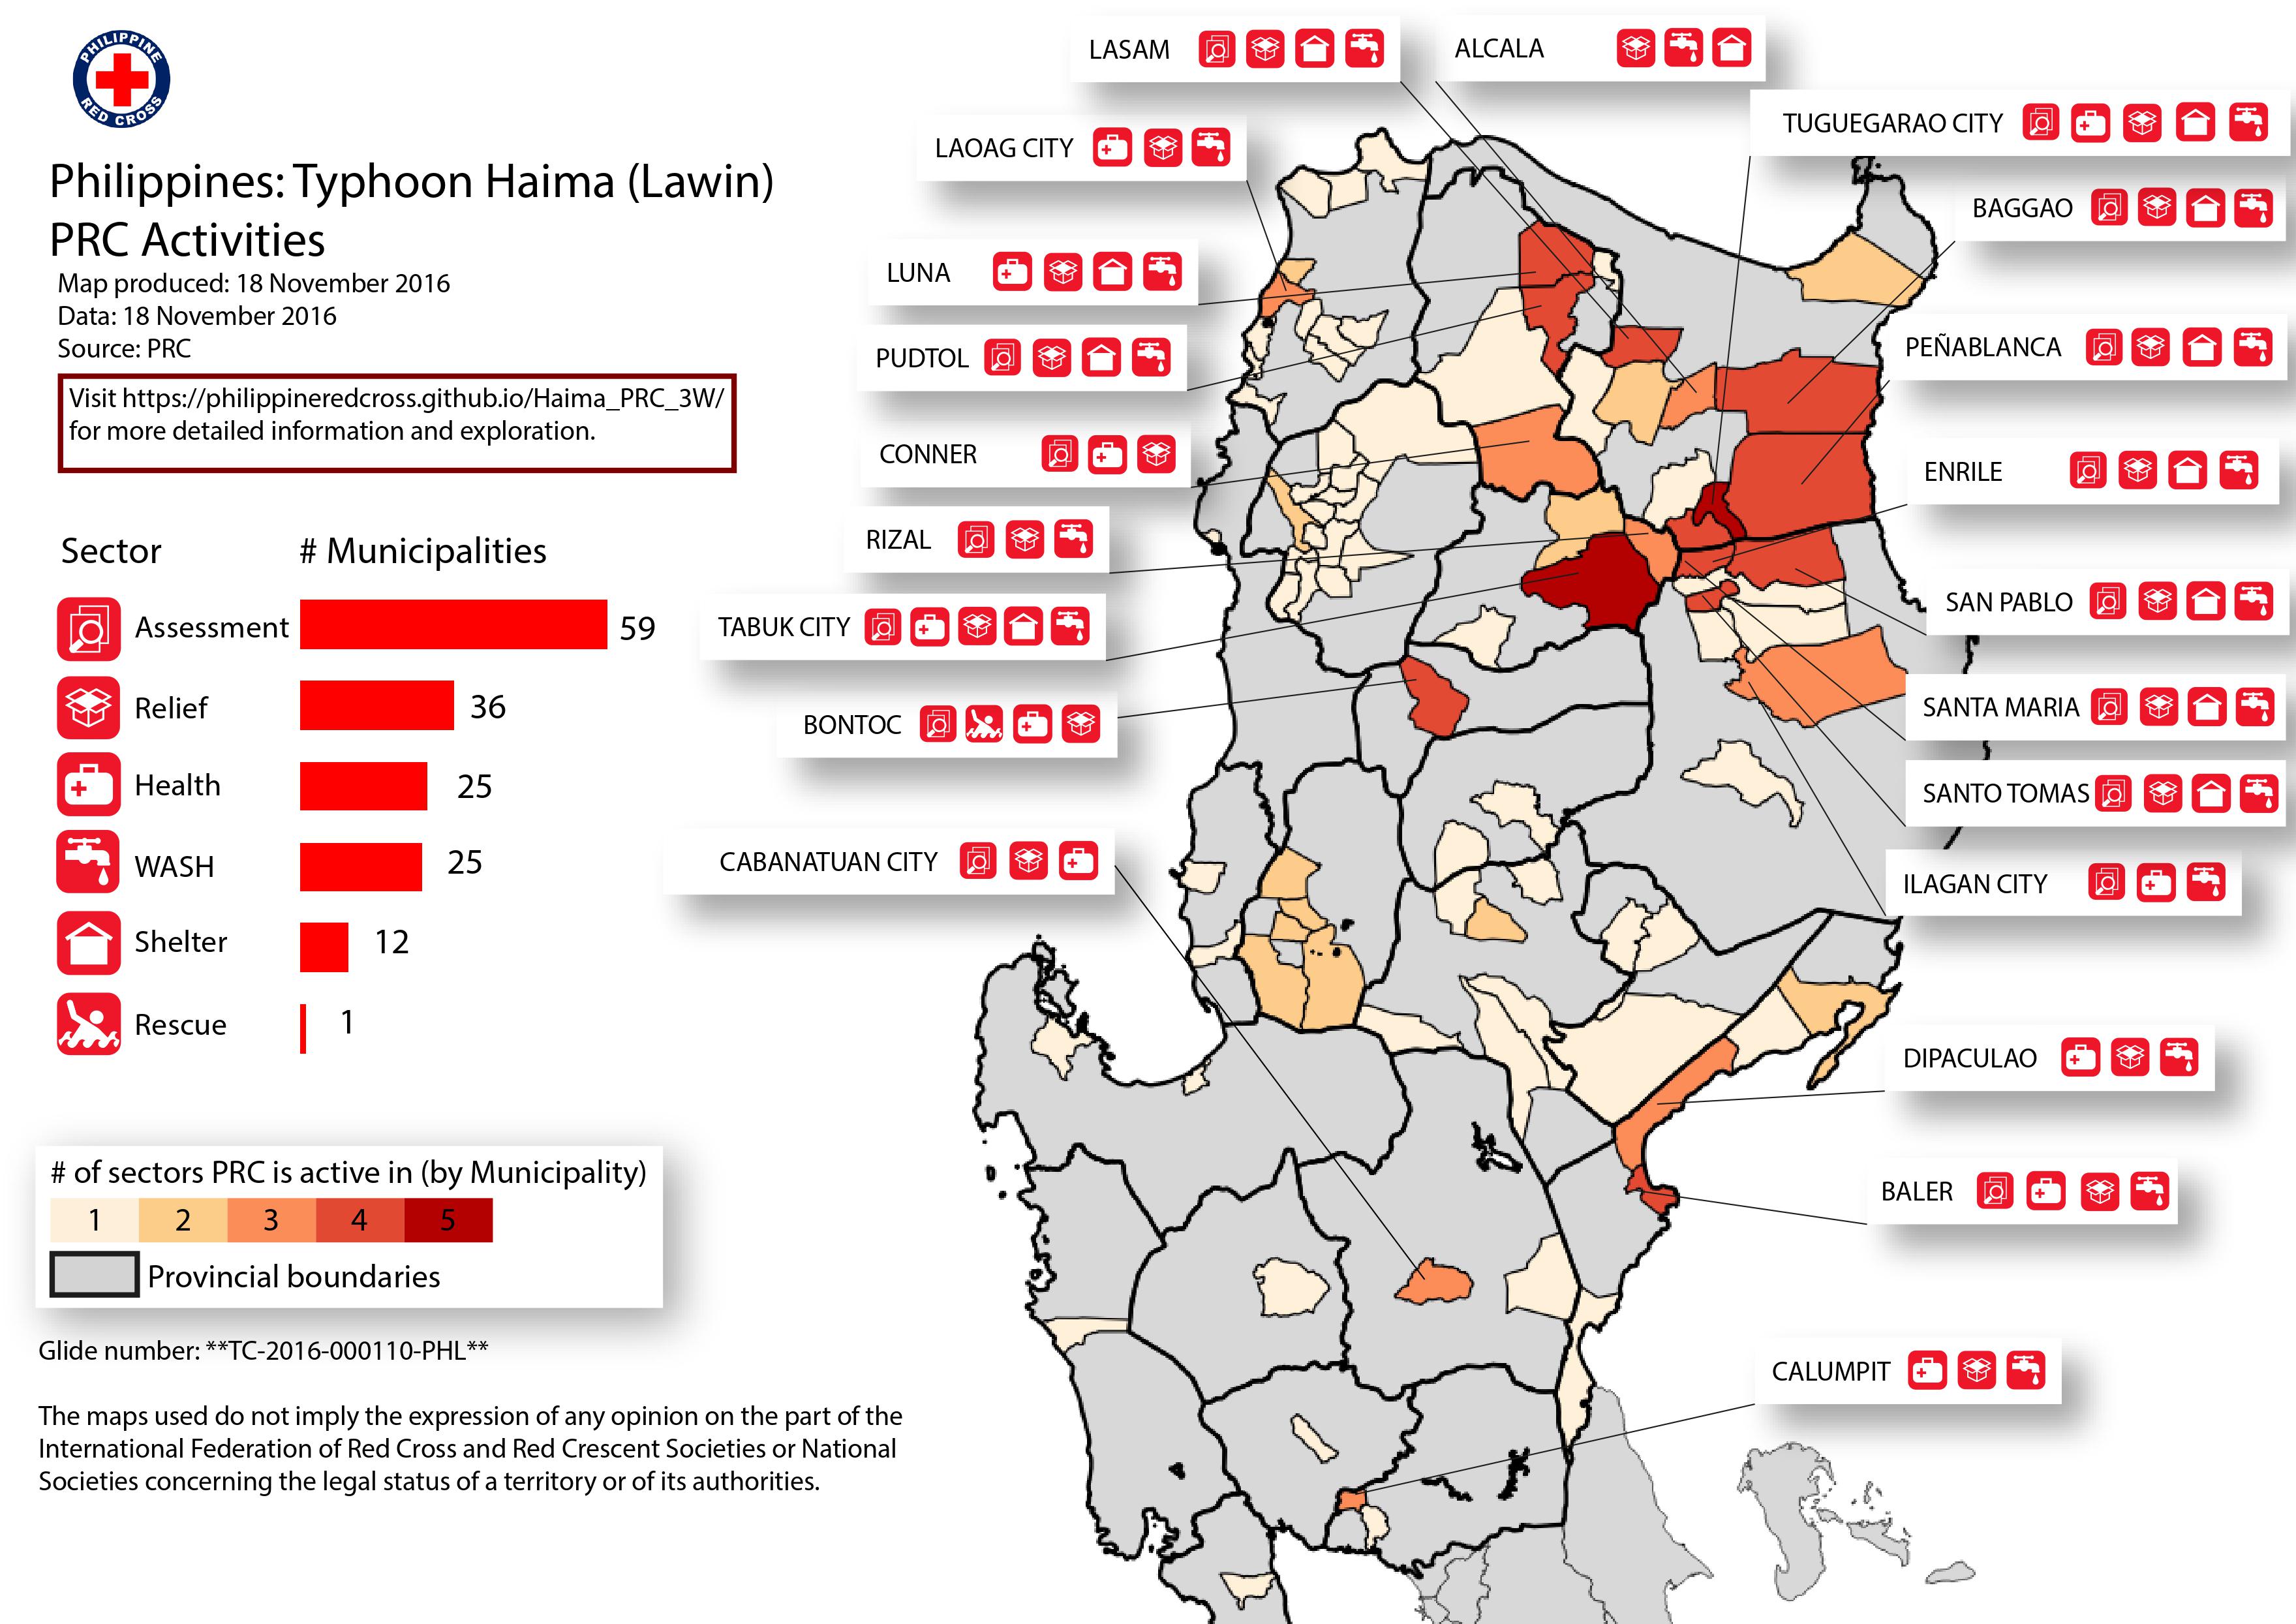 PHILIPPINE
RED CROSS
Philippines: Typhoon Haima (Lawin)
PRC Activities
Map produced: 18 November 2016
Data: 18 November 2016
Source: PRC
Visit https://philippineredcross.github.io/Haima_PRC_3W/
for more detailed information and exploration.
Sector # Municipalities
Assessment 59
Relief 36
Health 25
WASH 25
Shelter 12
Rescue 1
# of sectors PRC is active in (by Municipality)
1 2 3 4 5
Provincial boundaries
Glide number: **TC-2016-000110-PHL**
The maps used do not imply the expression of any opinion on the part of the
International Federation of Red Cross and Red Crescent Societies or National
Societies concerning the legal status of a territory or of its authorities.
LASAM
ALCALA
LAOAG CITY
TUGUEGARAO CITY
BAGGAO
LUNA
PUDTOL
PEÑABLANCA
CONNER
ENRILE
RIZAL
SAN PABLO
TABUK CITY
SANTA MARIA
BONTOC
SANTO TOMAS
CABANATUAN CITY
ILAGAN CITY
DIPACULAO
BALER
CALUMPIT